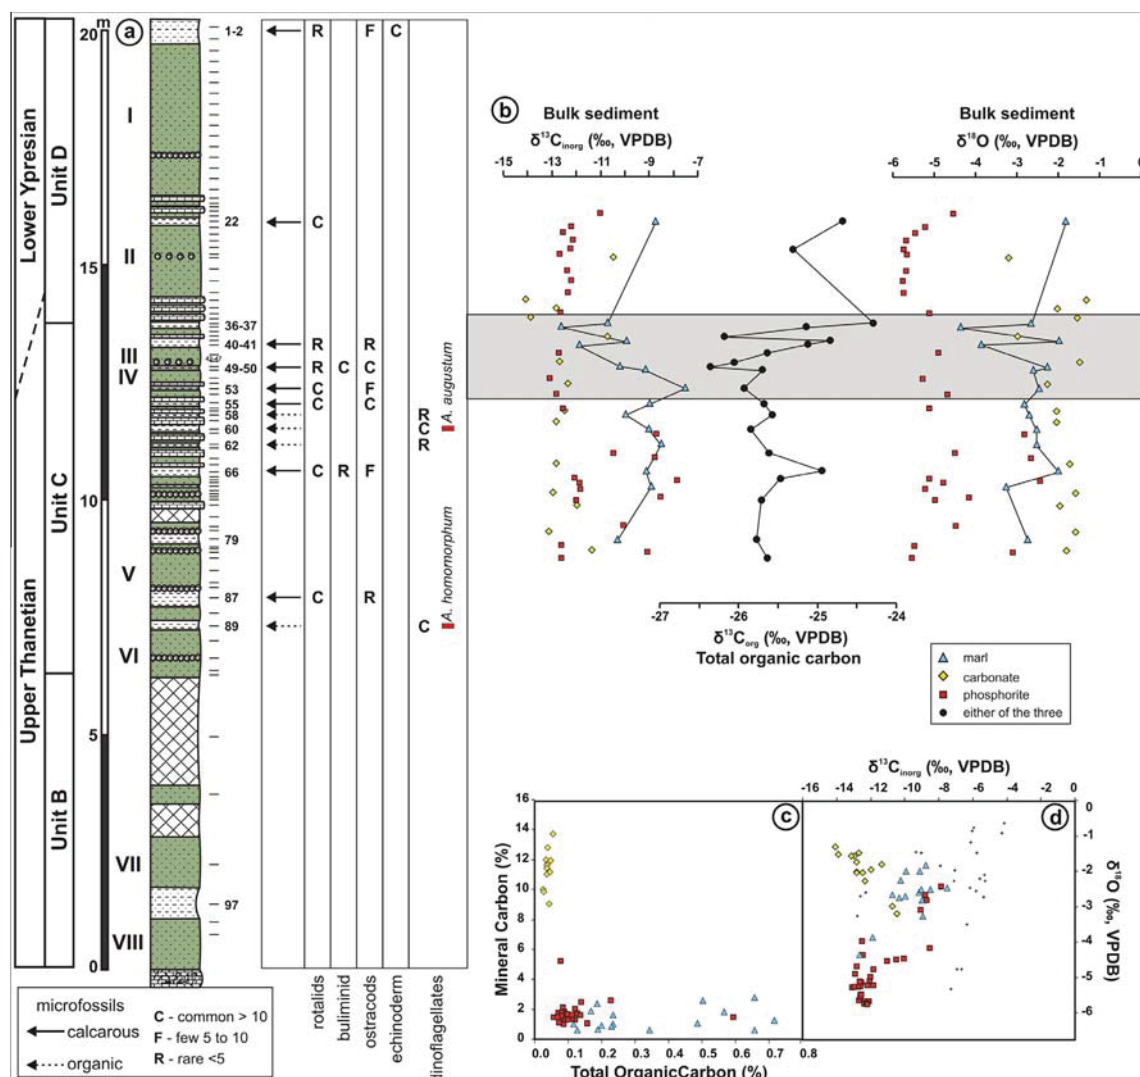 m
20
15
10
5
0
a
Lower Ypresian
Upper Thanetian
Unit D
Unit C
Unit B
I
II
III
IV
V
VI
VII
VIII
1-2 R F C
22 C
36-37
40-41 R R
49-50 R C C
53 C F
55 C C
58 R
60 C
62 R
66 C R F
79
87 C R
89 C
97
A. augustum
A. homomorphum
rotalids
buliminid
ostracods
echinoderm
dinoflagellates
microfossils
calcarous
organic
C - common > 10
F - few 5 to 10
R - rare <5
b
Bulk sediment
δ13Cinorg (‰, VPDB)
-15 -13 -11 -9 -7
Bulk sediment
δ18O (‰, VPDB)
-6 -5 -4 -3 -2 -1 0
-27 -26 -25 -24
δ13Corg (‰, VPDB)
Total organic carbon
marl
carbonate
phosphorite
either of the three
c
Mineral Carbon (%)
16
14
12
10
8
6
4
2
0
0.0 0.1 0.2 0.3 0.4 0.5 0.6 0.7 0.8
Total OrganicCarbon (%)
d
δ13Cinorg (‰, VPDB)
-16 -14 -12 -10 -8 -6 -4 -2 0
0
-1
-2
-3
-4
-5
-6
δ18O (‰, VPDB)